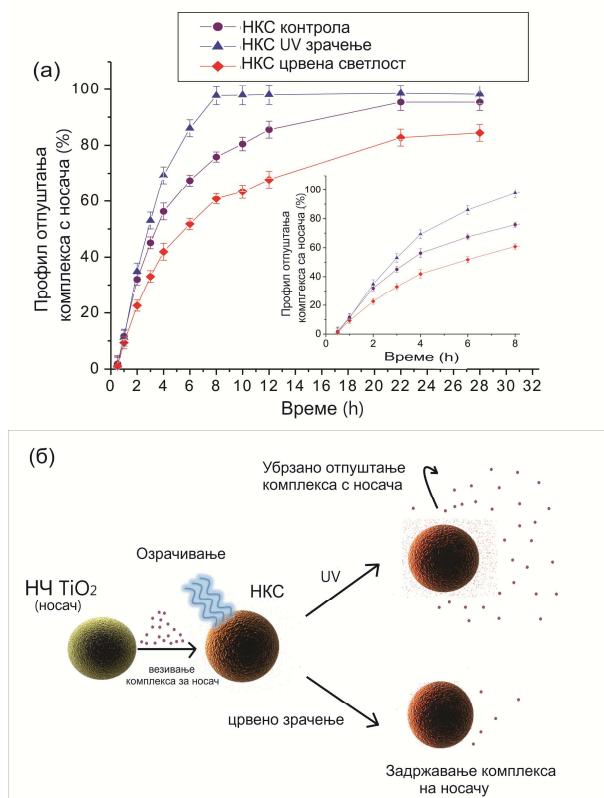 НКС контрола
НКС UV зрачење
НКС црвена светлост
(а)
Профил отпуштања
комплекса с носача (%)
100
80
60
40
20
0
0 2 4 6 8 10 12 14 16 18 20 22 24 26 28 30 32
Време (h)
Профил отпуштања
комплекса са носача (%)
100
80
60
40
20
0
0 2 4 6 8
Време (h)
(б)
Убрзано отпуштање
комплекса с носача
Озрачивање
НЧ TiO2
(носач)
НКС
UV
везивање
комплекса за носач
црвено зрачење
Задржавање комплекса
на носачу